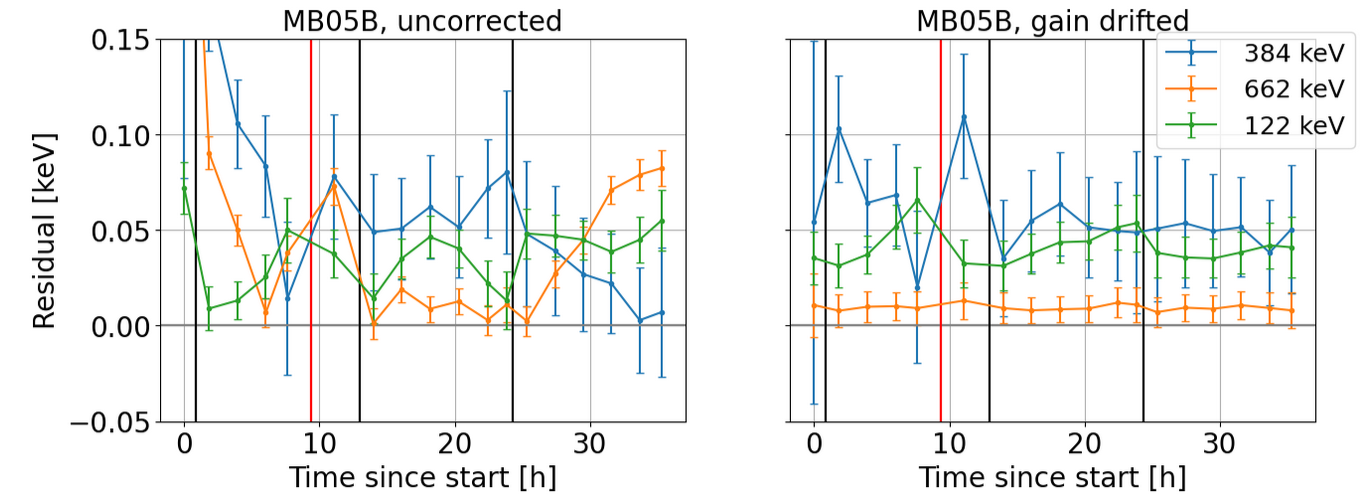 MB05B, uncorrected
MB05B, gain drifted
384 keV
662 keV
122 keV
Residual [keV]
0.15
0.10
0.05
0.00
−0.05
0 10 20 30
0 10 20 30
Time since start [h]
Time since start [h]